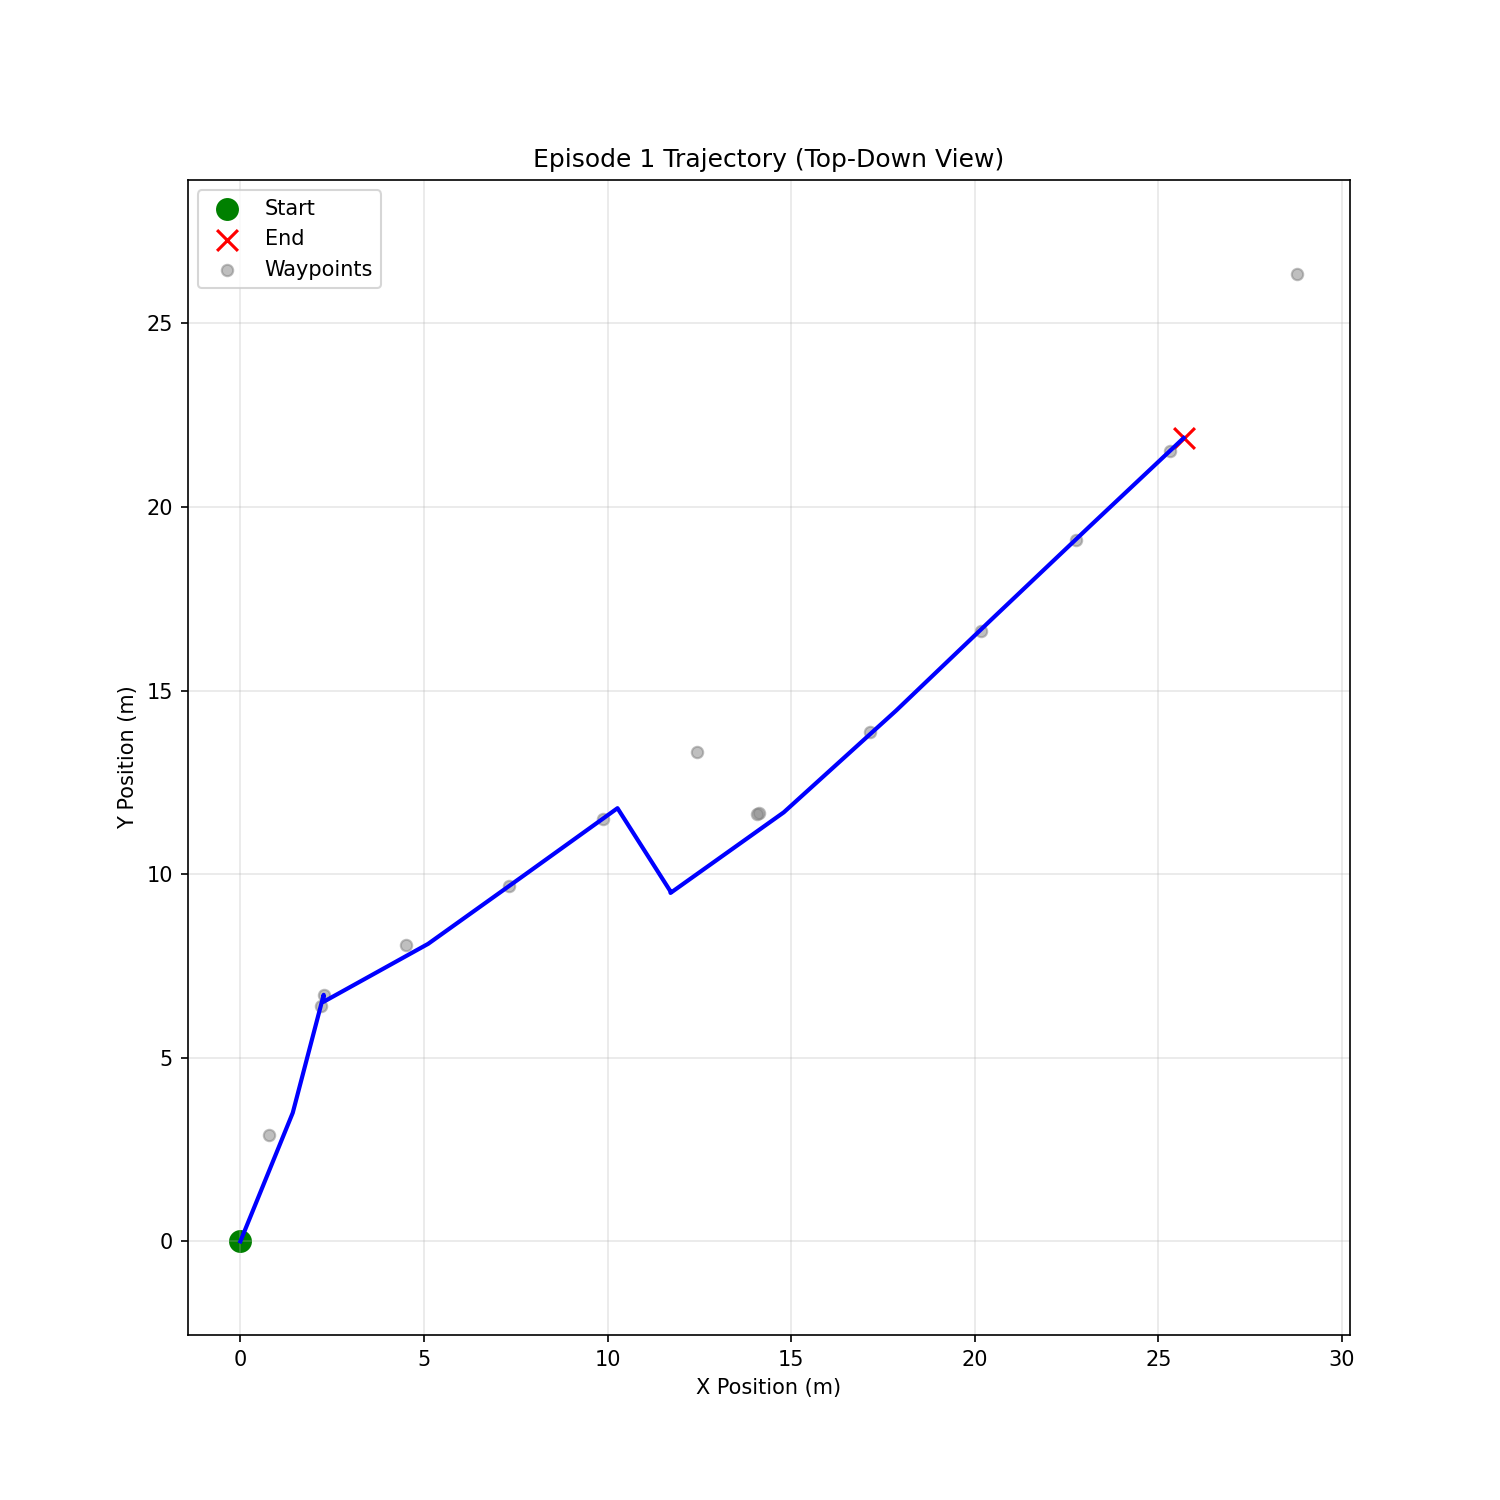 Episode 1 Trajectory (Top-Down View)
Start
End
Waypoints
25
20
15
10
5
0
Y Position (m)
0 5 10 15 20 25 30
X Position (m)